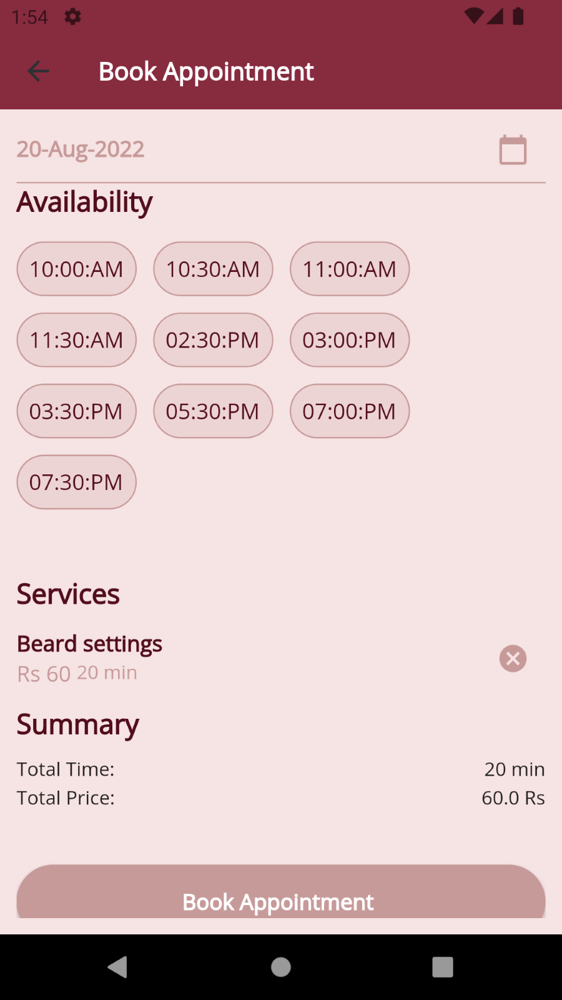 1:54
Book Appointment
20-Aug-2022
Availability
10:00:AM 10:30:AM 11:00:AM
11:30:AM 02:30:PM 03:00:PM
03:30:PM 05:30:PM 07:00:PM
07:30:PM
Services
Beard settings
Rs 60 20 min
Summary
Total Time: 20 min
Total Price: 60.0 Rs
Book Appointment